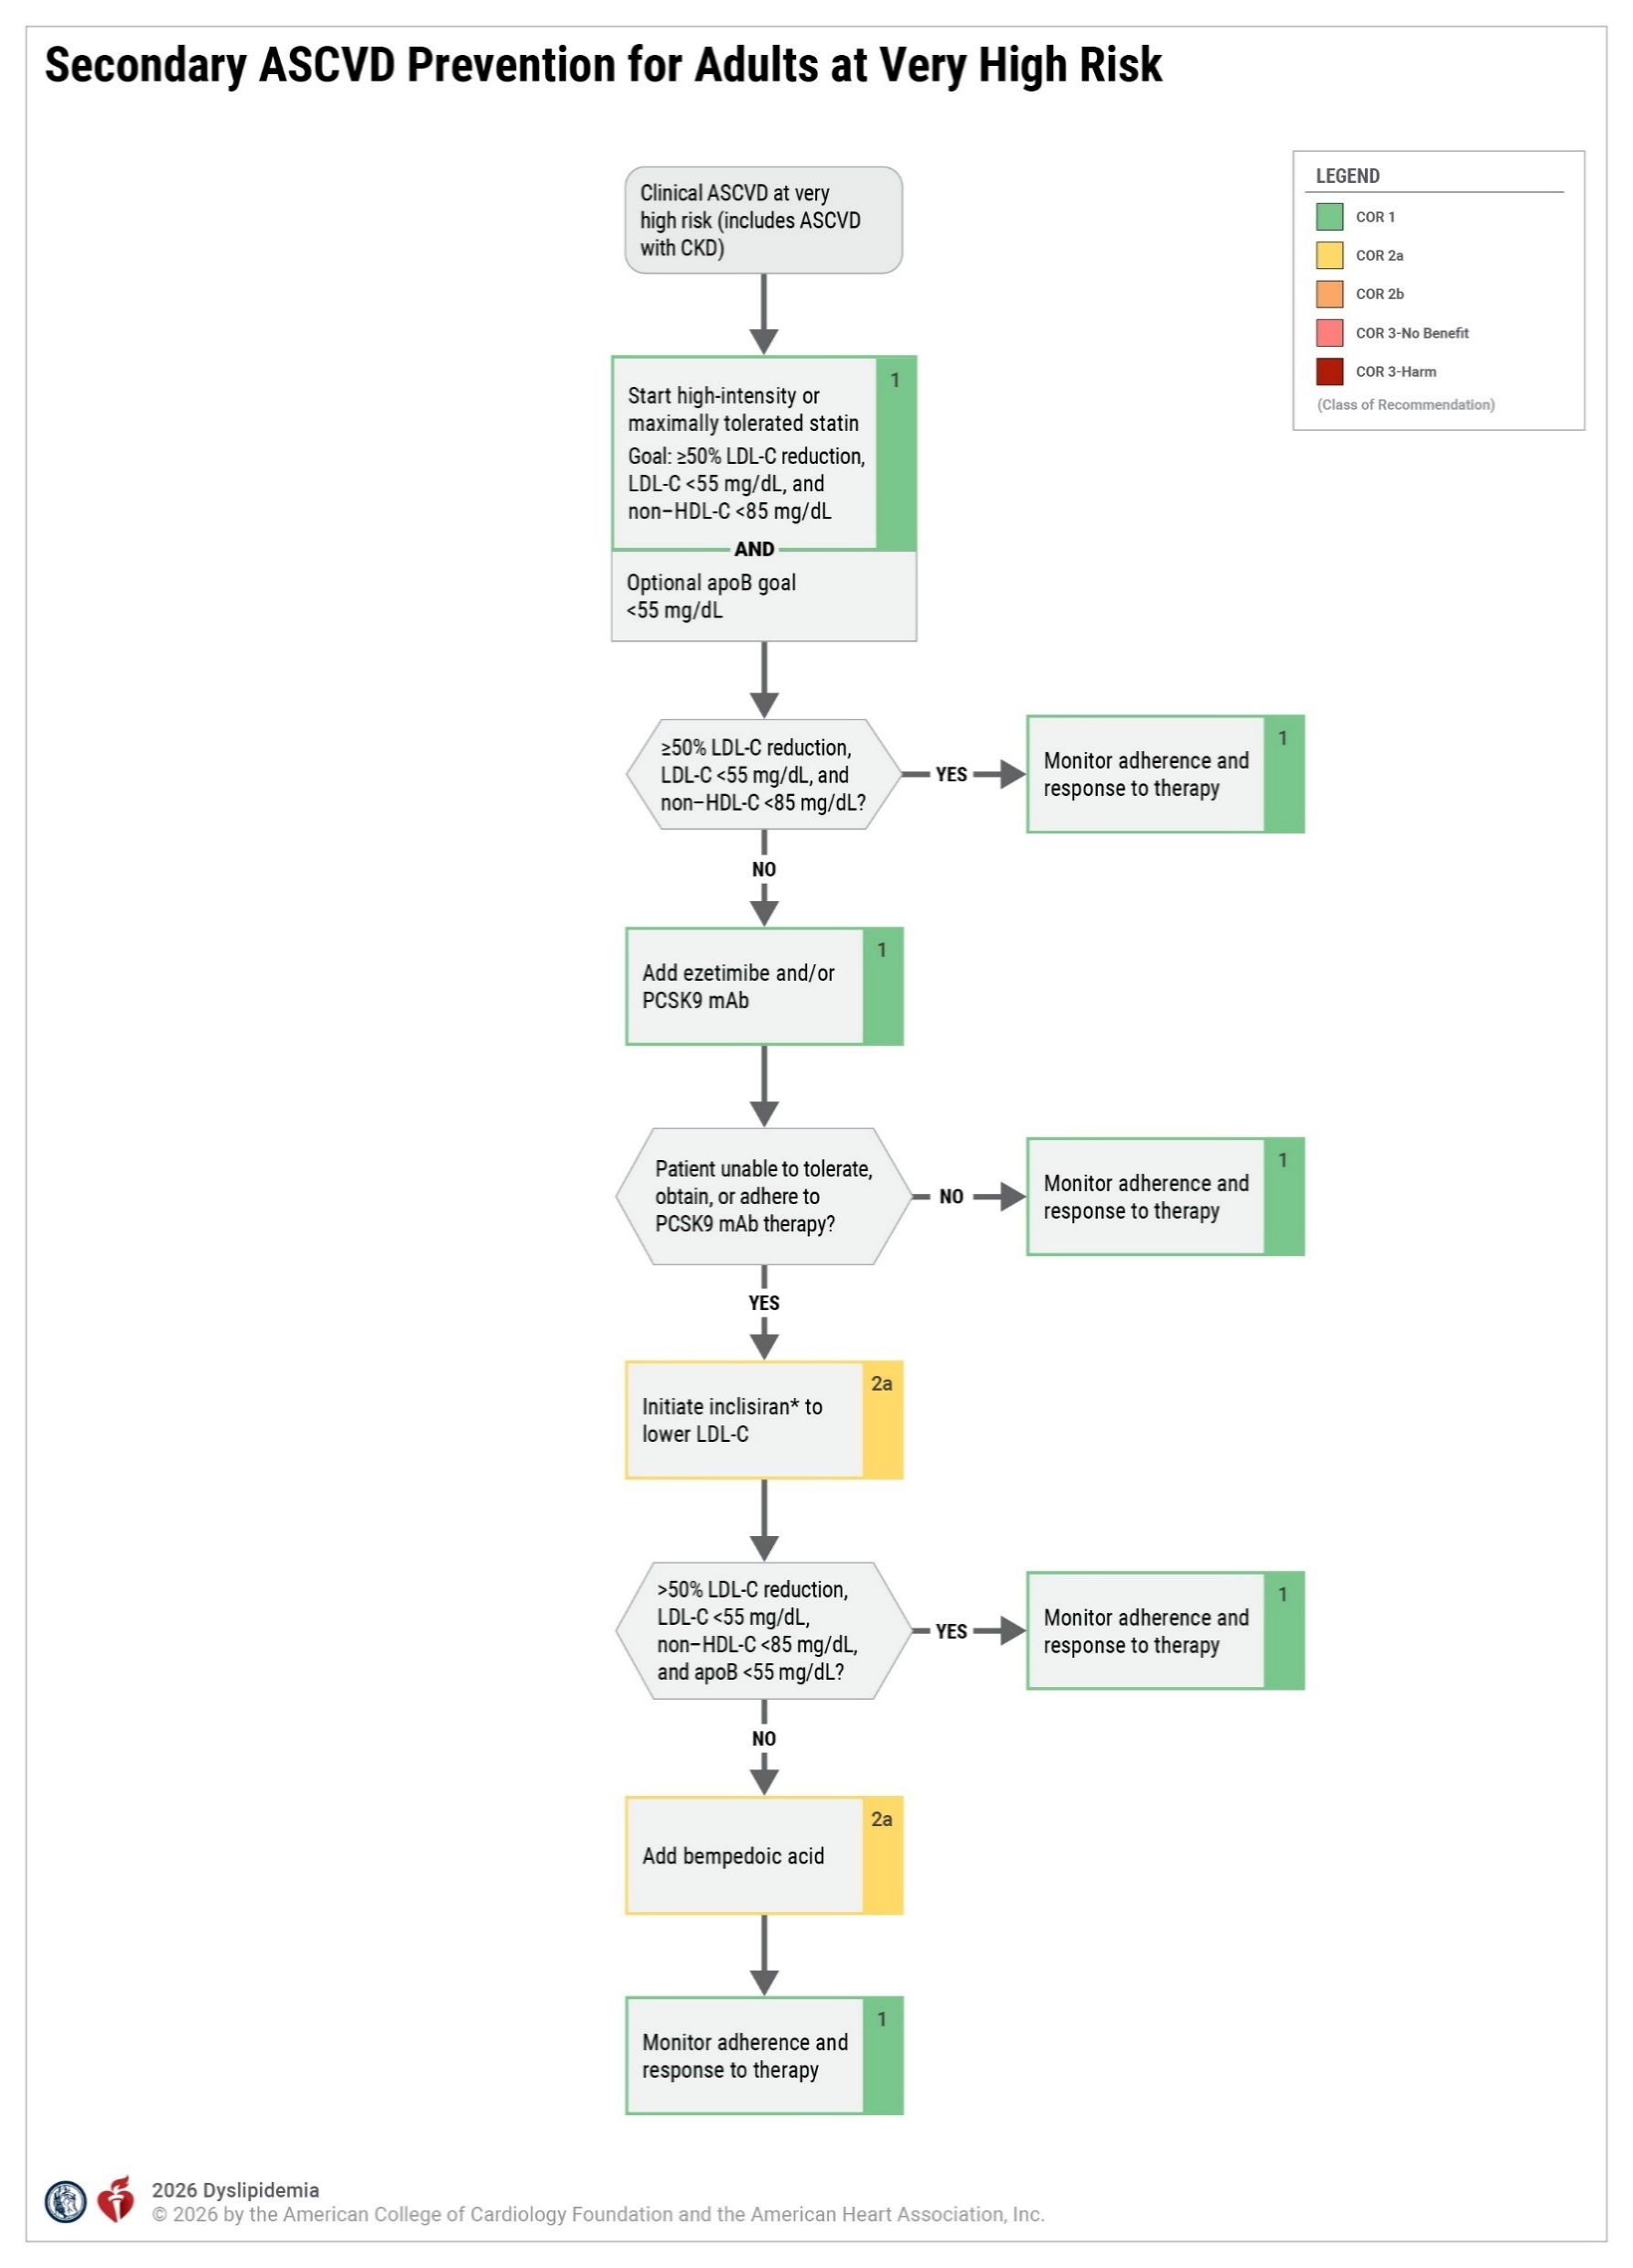 Secondary ASCVD Prevention for Adults at Very High Risk
LEGEND
COR 1
COR 2a
COR 2b
COR 3-No Benefit
COR 3-Harm
(Class of Recommendation)
Clinical ASCVD at very
high risk (includes ASCVD
with CKD)
1
Start high-intensity or
maximally tolerated statin
Goal: ≥50% LDL-C reduction,
LDL-C <55 mg/dL, and
non–HDL-C <85 mg/dL
AND
Optional apoB goal
<55 mg/dL
≥50% LDL-C reduction,
LDL-C <55 mg/dL, and
non–HDL-C <85 mg/dL?
YES
1
Monitor adherence and
response to therapy
NO
1
Add ezetimibe and/or
PCSK9 mAb
Patient unable to tolerate,
obtain, or adhere to
PCSK9 mAb therapy?
NO
1
Monitor adherence and
response to therapy
YES
2a
Initiate inclisiran* to
lower LDL-C
>50% LDL-C reduction,
LDL-C <55 mg/dL,
non–HDL-C <85 mg/dL,
and apoB <55 mg/dL?
YES
1
Monitor adherence and
response to therapy
NO
2a
Add bempedoic acid
1
Monitor adherence and
response to therapy
2026 Dyslipidemia
© 2026 by the American College of Cardiology Foundation and the American Heart Association, Inc.